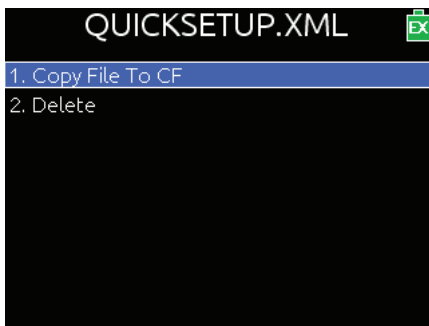 QUICKSETUP.XML
EX
1. Copy File To CF
2. Delete